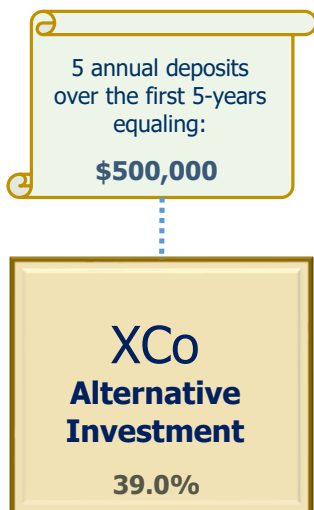 5 annual deposits
over the first 5-years
equaling:
$500,000
XCo
Alternative
Investment
39.0%